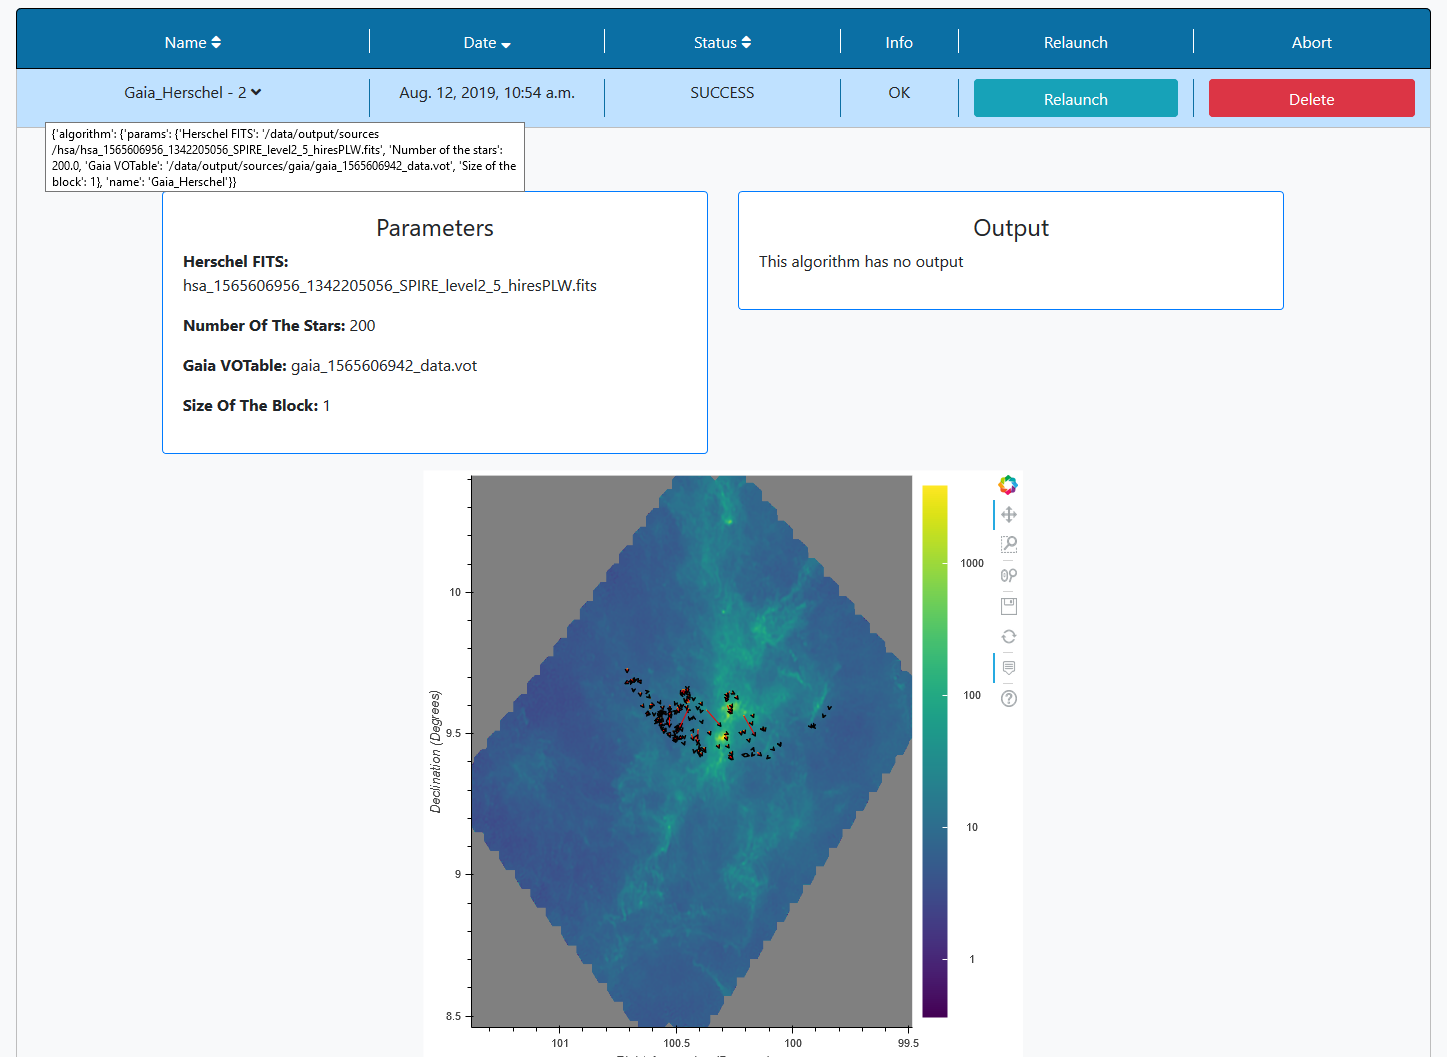 Name Date Status Info Relaunch Abort
Gaia_Herschel - 2 Aug. 12, 2019, 10:54 a.m. SUCCESS OK Relaunch Delete
{'algorithm': {'params': {'Herschel FITS': '/data/output/sources
/hsa/hsa_1565606956_1342205056_SPIRE_level2_5_hiresPLW.fits', 'Number of the stars':
200.0, 'Gaia VOTable': '/data/output/sources/gaia/gaia_1565606942_data.vot', 'Size of the
block': 1}, 'name': 'Gaia_Herschel'}}
Parameters
Herschel FITS:
hsa_1565606956_1342205056_SPIRE_level2_5_hiresPLW.fits
Number Of The Stars: 200
Gaia VOTable: gaia_1565606942_data.vot
Size Of The Block: 1
Output
This algorithm has no output
10
9.5
9
8.5
Declination (Degrees)
101 100.5 100 99.5
1000
100
10
1